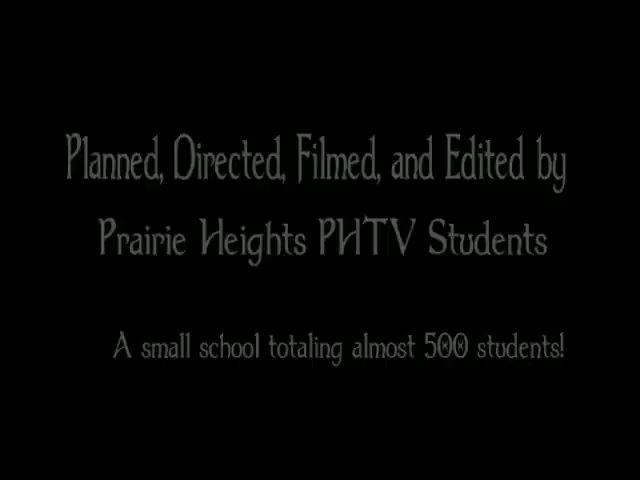 Planned, Directed, Filmed, and Edited by
Prairie Heights PHTV Students
A small school totaling almost 500 students!